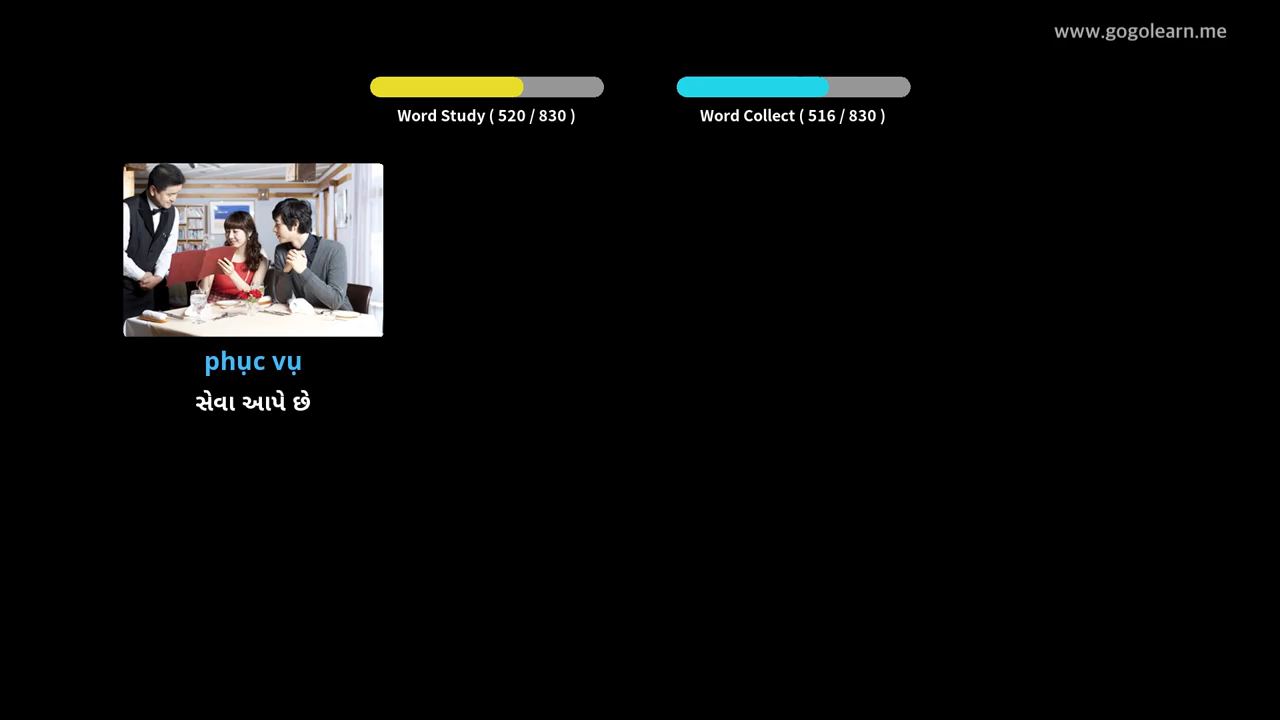 www.gogolearn.me
Word Study ( 520 / 830 )
Word Collect ( 516 / 830 )
phục vụ
સેવા આપે છે